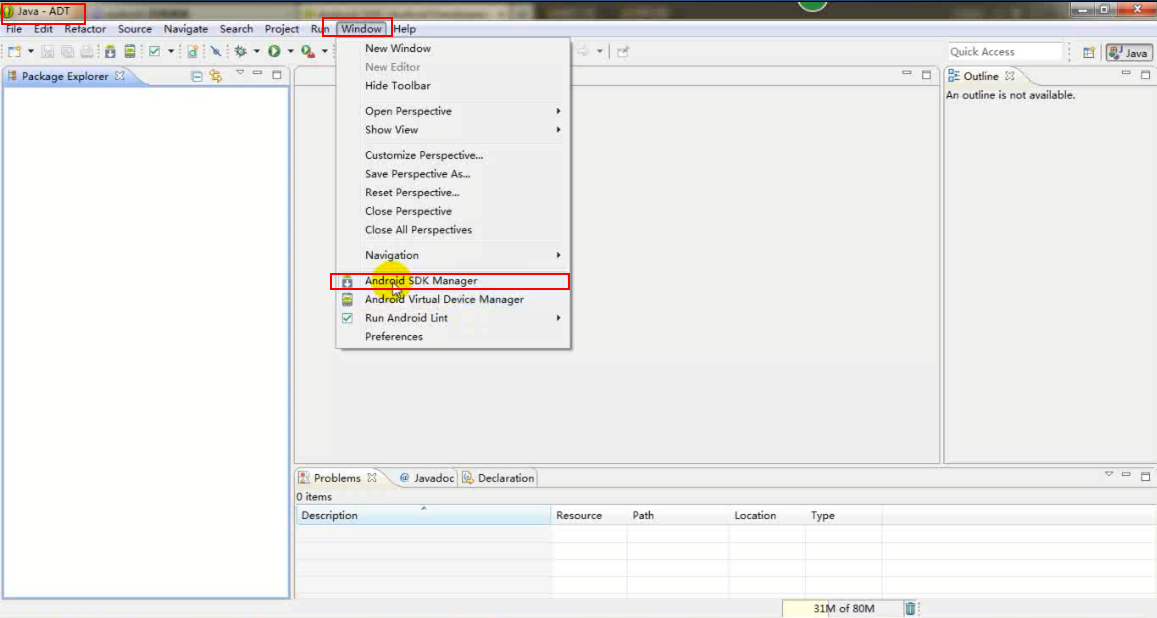 Java - ADT
File Edit Refactor Source Navigate Search Project Run Window Help
Quick Access
Java
Package Explorer
Outline
An outline is not available.
New Window
New Editor
Hide Toolbar
Open Perspective
Show View
Customize Perspective...
Save Perspective As...
Reset Perspective...
Close Perspective
Close All Perspectives
Navigation
Android SDK Manager
Android Virtual Device Manager
Run Android Lint
Preferences
Problems @ Javadoc Declaration
0 items
Description Resource Path Location Type
31M of 80M